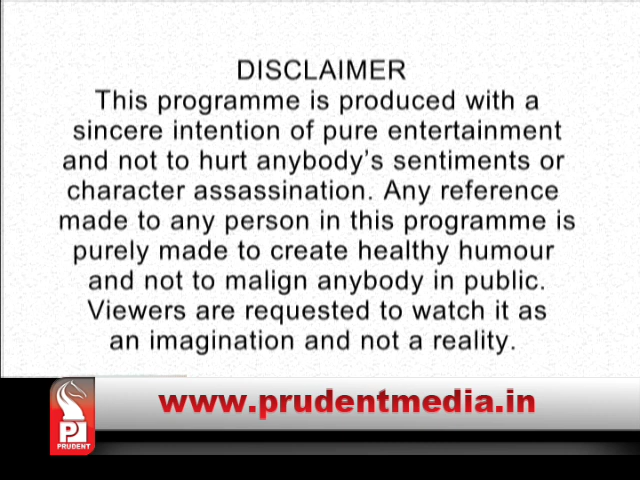 DISCLAIMER
This programme is produced with a
sincere intention of pure entertainment
and not to hurt anybody's sentiments or
character assassination. Any reference
made to any person in this programme is
purely made to create healthy humour
and not to malign anybody in public.
Viewers are requested to watch it as
an imagination and not a reality.
www.prudentmedia.in
P
PRUDENT